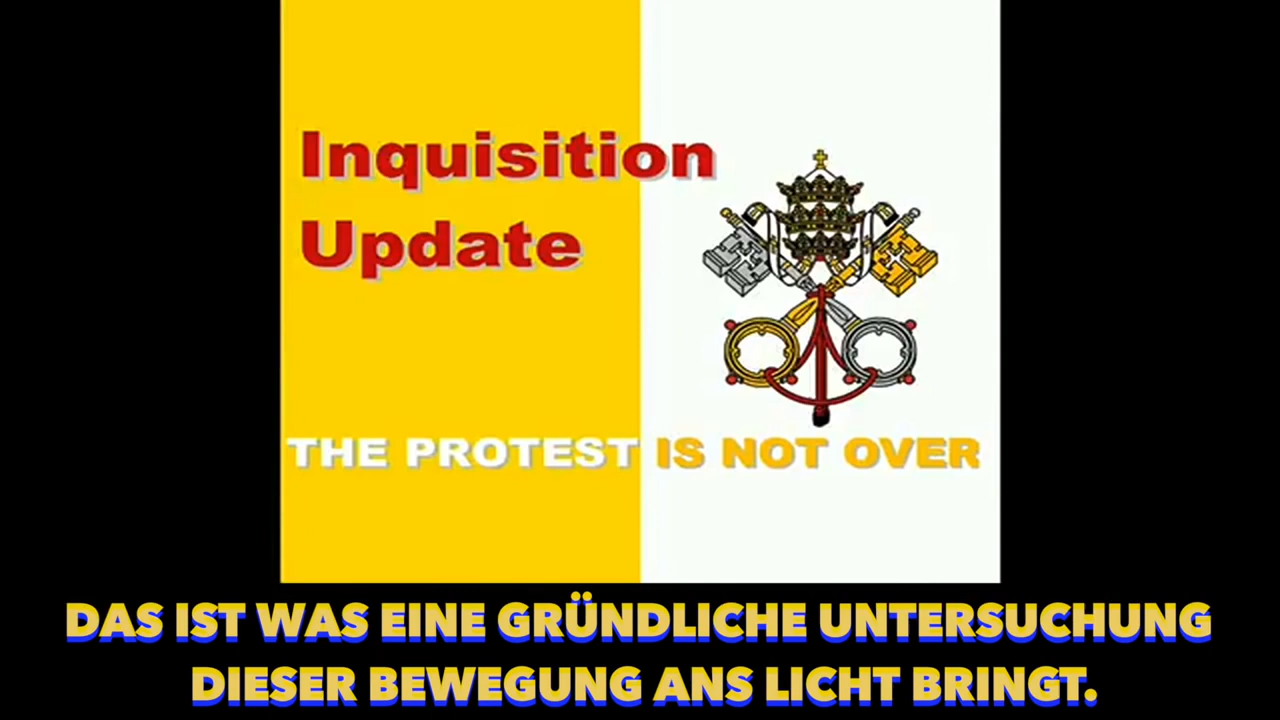 Inquisition
Update
THE PROTEST IS NOT OVER
DAS IST WAS EINE GRÜNDLICHE UNTERSUCHUNG
DIESER BEWEGUNG ANS LICHT BRINGT.